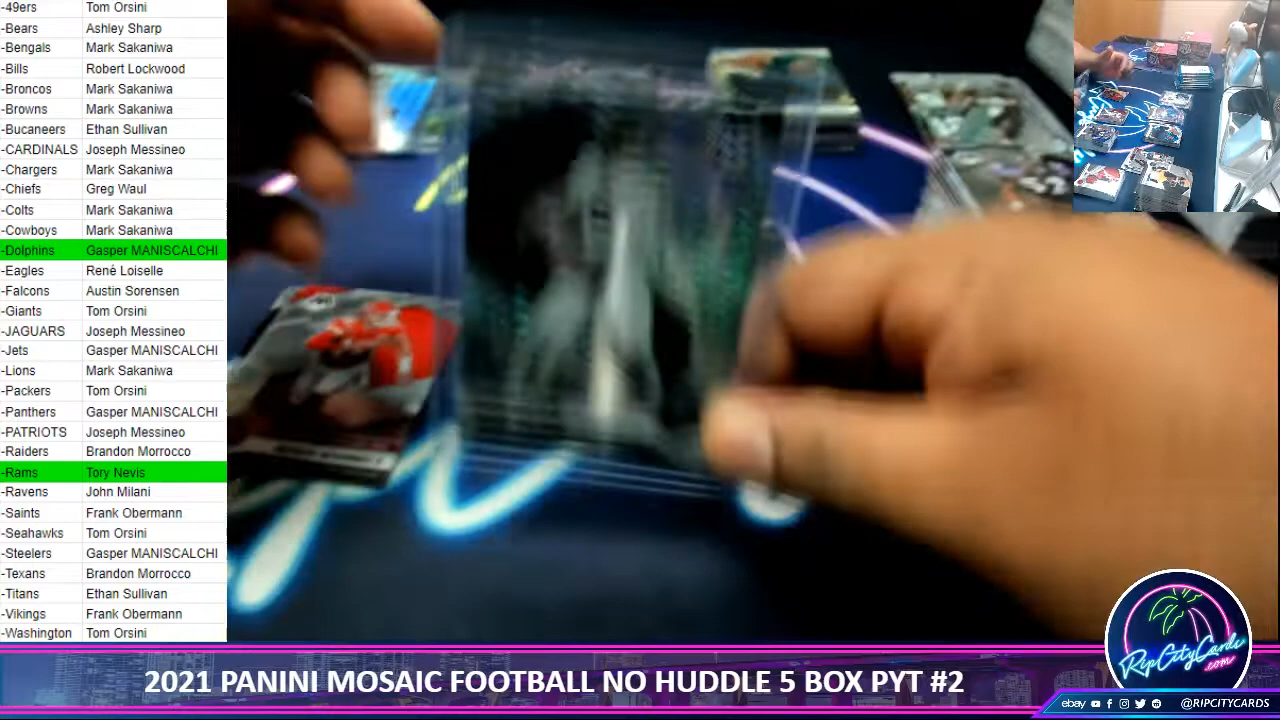 -49ers Tom Orsini
-Bears Ashley Sharp
-Bengals Mark Sakaniwa
-Bills Robert Lockwood
-Broncos Mark Sakaniwa
-Browns Mark Sakaniwa
-Bucaneers Ethan Sullivan
-CARDINALS Joseph Messineo
-Chargers Mark Sakaniwa
-Chiefs Greg Waul
-Colts Mark Sakaniwa
-Cowboys Mark Sakaniwa
-Dolphins Gasper MANISCALCHI
-Eagles René Loiselle
-Falcons Austin Sorensen
-Giants Tom Orsini
-JAGUARS Joseph Messineo
-Jets Gasper MANISCALCHI
-Lions Mark Sakaniwa
-Packers Tom Orsini
-Panthers Gasper MANISCALCHI
-PATRIOTS Joseph Messineo
-Raiders Brandon Morrocco
-Rams Tory Nevis
-Ravens John Milani
-Saints Frank Obermann
-Seahawks Tom Orsini
-Steelers Gasper MANISCALCHI
-Texans Brandon Morrocco
-Titans Ethan Sullivan
-Vikings Frank Obermann
-Washington Tom Orsini
RipCityCards
.com
2021 PANINI MOSAIC FOOTBALL NO HUDDLE 5 BOX PYT #2
ebay @RIPCITYCARDS